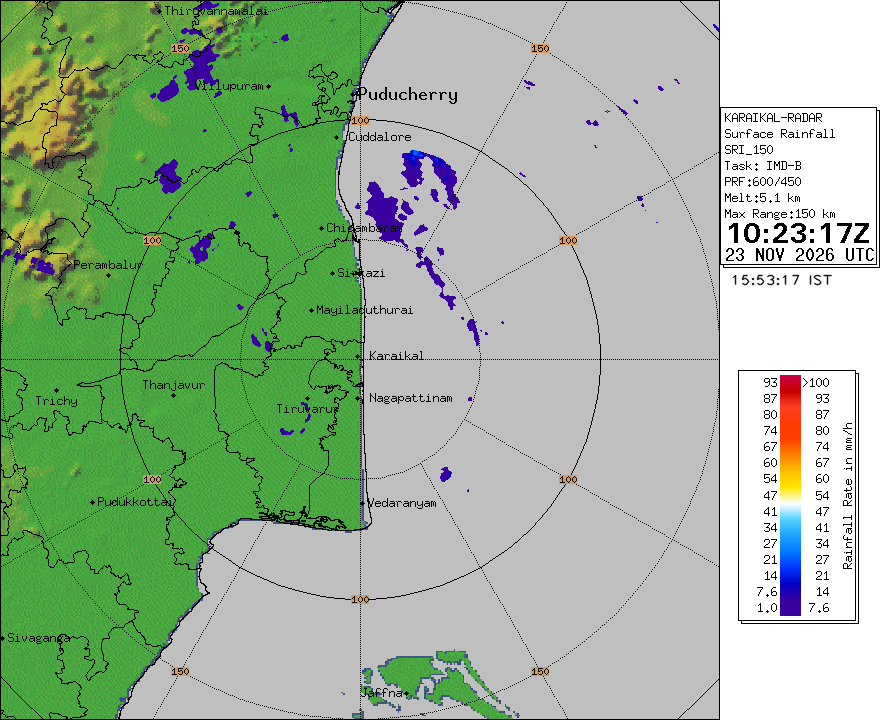 Thiruvannamalai
150
150
Villupuram
Puducherry
100
Cuddalore
Chidambaram
100
100
Perambalur
Sirkazi
Mayiladuthurai
Karaikal
Thanjavur
Trichy
Nagapattinam
Tiruvarur
100
100
Pudukkottai
Vedaranyam
100
Sivaganga
150
150
Jaffna
KARAIKAL-RADAR
Surface Rainfall
SRI_150
Task: IMD-B
PRF:600/450
Melt:5.1 km
Max Range:150 km
10:23:17Z
23 NOV 2026 UTC
15:53:17 IST
93 >100
87 93
80 87
74 80
67 74
60 67
54 60
47 54
41 47
34 41
27 34
21 27
14 21
7.6 14
1.0 7.6
Rainfall Rate in mm/h